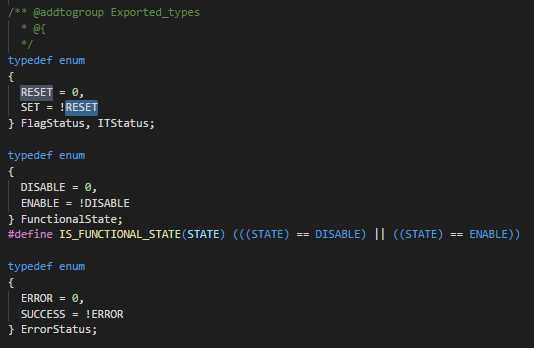 /** @addtogroup Exported_types
  * @{
  */
typedef enum
{
  RESET = 0,
  SET = !RESET
} FlagStatus, ITStatus;

typedef enum
{
  DISABLE = 0,
  ENABLE = !DISABLE
} FunctionalState;
#define IS_FUNCTIONAL_STATE(STATE) (((STATE) == DISABLE) || ((STATE) == ENABLE))

typedef enum
{
  ERROR = 0,
  SUCCESS = !ERROR
} ErrorStatus;